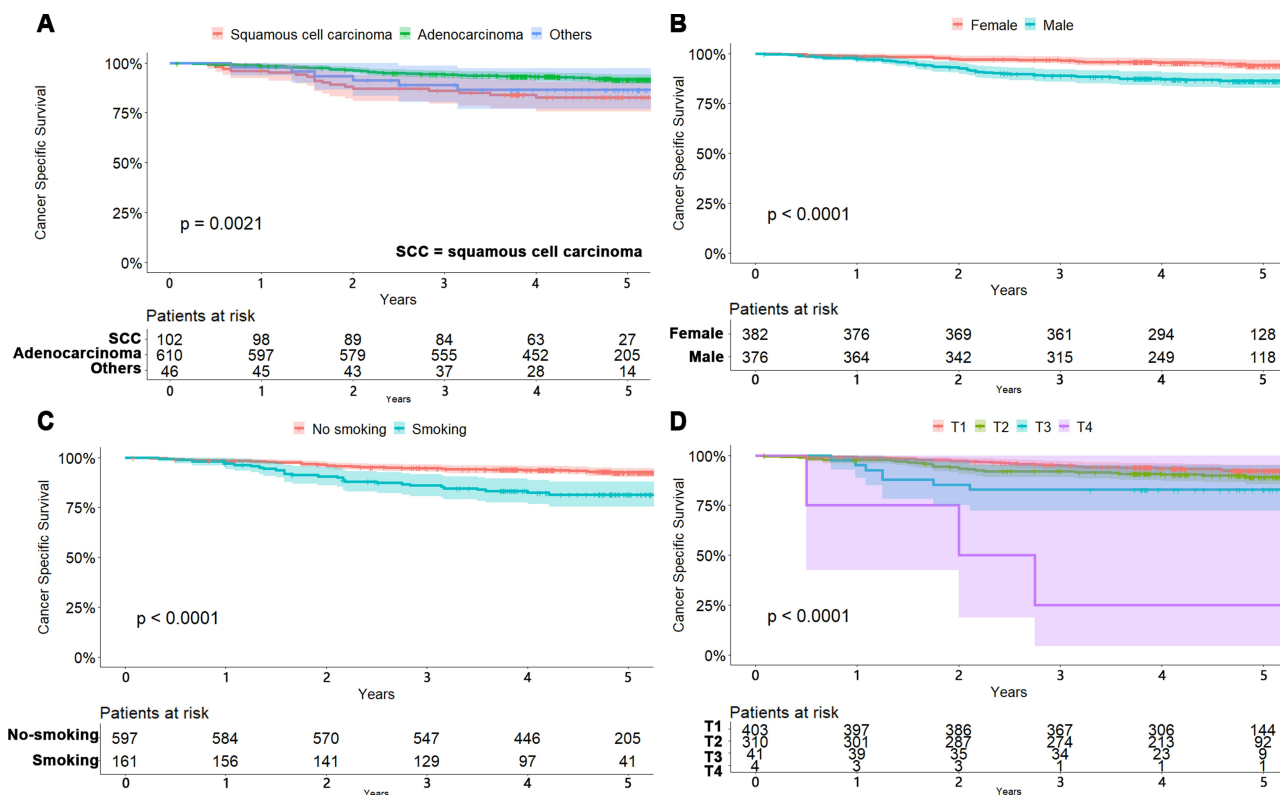 A
Squamous cell carcinoma Adenocarcinoma Others
100%
75%
50%
25%
0%
Cancer Specific Survival
p = 0.0021
SCC = squamous cell carcinoma
0 1 2 3 4 5
Years
Patients at risk
SCC 102 98 89 84 63 27
Adenocarcinoma 610 597 579 555 452 205
Others 46 45 43 37 28 14
0 1 2 3 4 5
Years
B
Female Male
100%
75%
50%
25%
0%
Cancer Specific Survival
p < 0.0001
0 1 2 3 4 5
Years
Patients at risk
Female 382 376 369 361 294 128
Male 376 364 342 315 249 118
0 1 2 3 4 5
Years
C
No smoking Smoking
100%
75%
50%
25%
0%
Cancer Specific Survival
p < 0.0001
0 1 2 3 4 5
Years
Patients at risk
No-smoking 597 584 570 547 446 205
Smoking 161 156 141 129 97 41
0 1 2 3 4 5
Years
D
T1 T2 T3 T4
100%
75%
50%
25%
0%
Cancer Specific Survival
p < 0.0001
0 1 2 3 4 5
Years
Patients at risk
T1 403 397 386 367 306 144
T2 310 301 287 274 213 92
T3 41 39 35 34 23 9
T4 4 3 3 1 1 1
0 1 2 3 4 5
Years